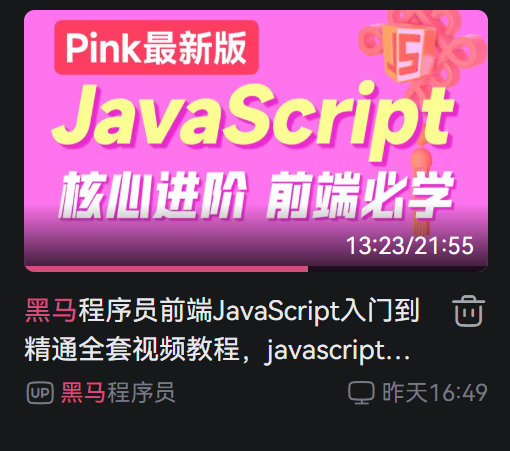 Pink最新版
JS
JavaScript
核心进阶 前端必学
13:23/21:55
黑马程序员前端JavaScript入门到
精通全套视频教程，javascript...
UP 黑马程序员
昨天16:49